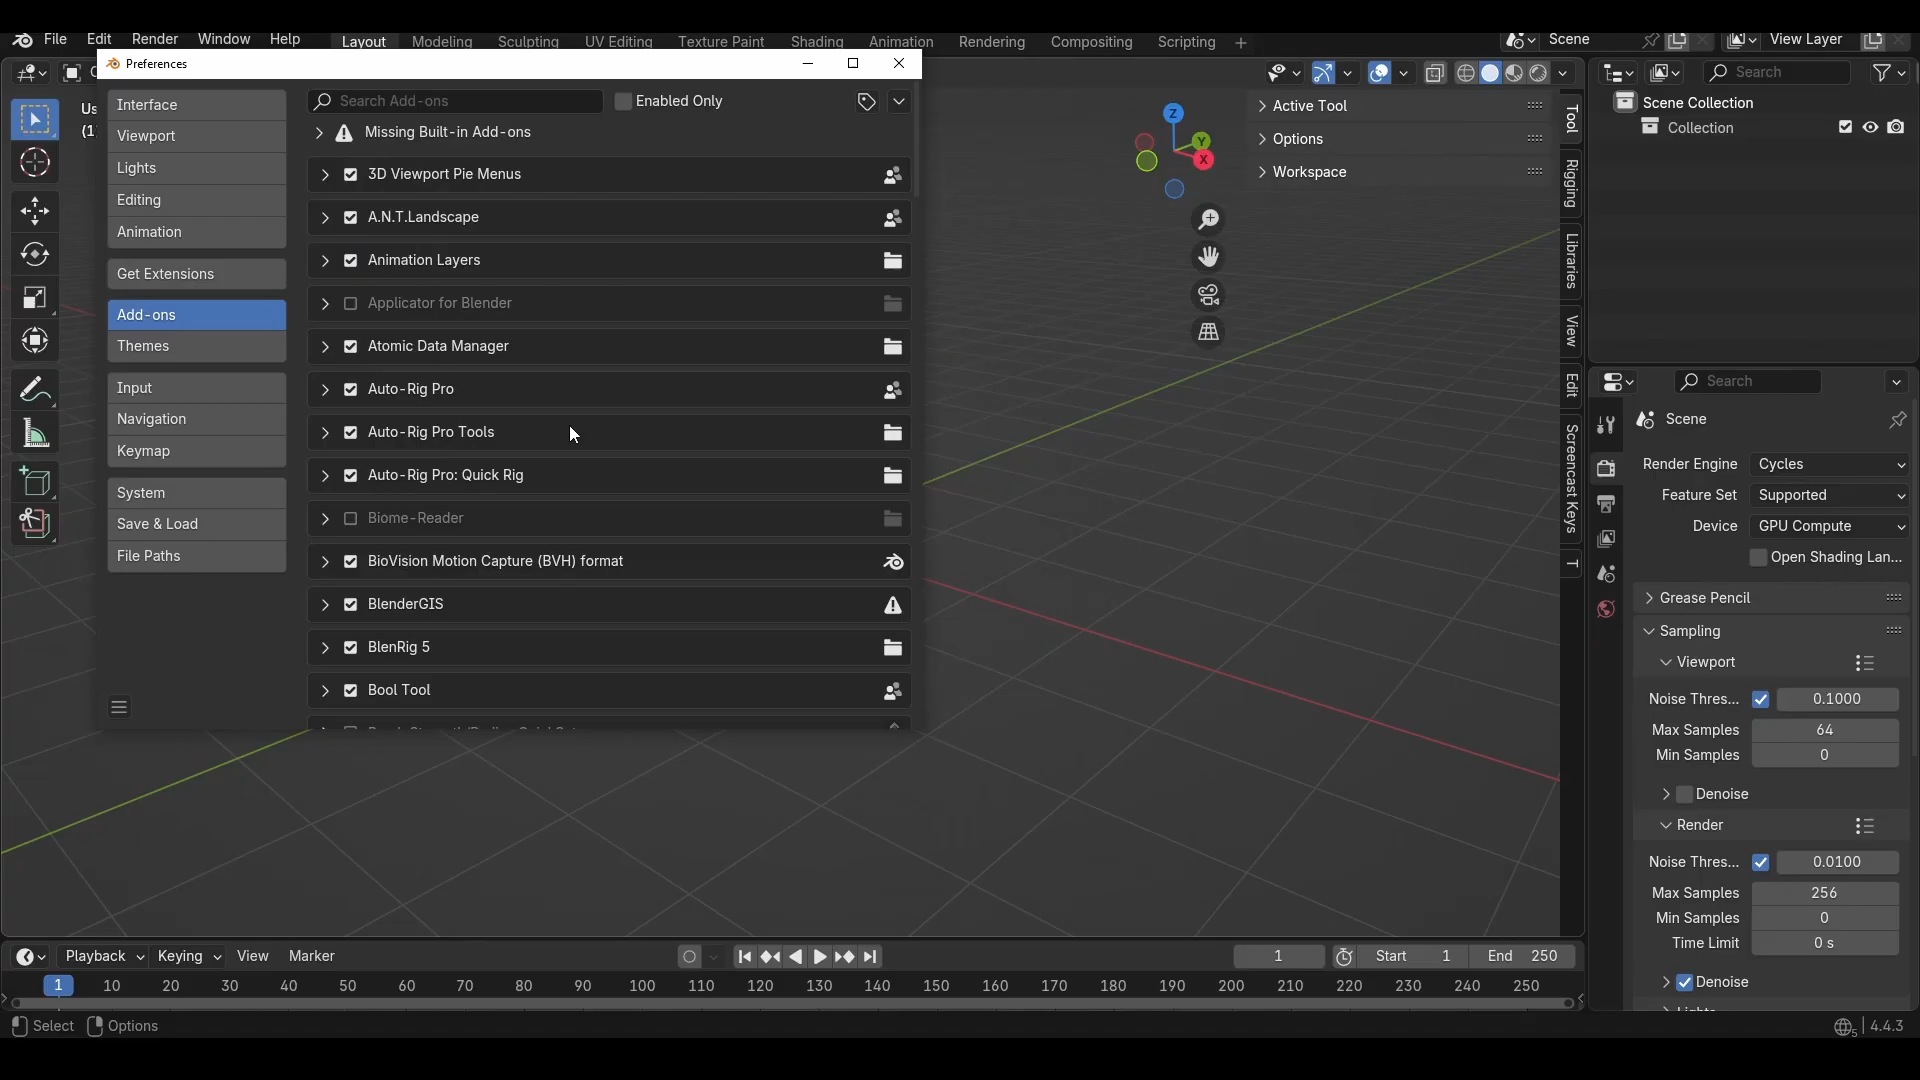 File Edit Render Window Help Layout Modeling Sculpting UV Editing Texture Paint Shading Animation Rendering Compositing Scripting + Scene View Layer
Preferences
Interface
Viewport
Lights
Editing
Animation
Get Extensions
Add-ons
Themes
Input
Navigation
Keymap
System
Save & Load
File Paths
Search Add-ons Enabled Only
Missing Built-in Add-ons
3D Viewport Pie Menus
A.N.T.Landscape
Animation Layers
Applicator for Blender
Atomic Data Manager
Auto-Rig Pro
Auto-Rig Pro Tools
Auto-Rig Pro: Quick Rig
Biome-Reader
BioVision Motion Capture (BVH) format
BlenderGIS
BlenRig 5
Bool Tool
Us
(1
Z
Y
X
Active Tool
Options
Workspace
Tool
Rigging
Libraries
View
Edit
Screencast Keys
T
Search
Scene Collection
Collection
Search
Scene
Render Engine Cycles
Feature Set Supported
Device GPU Compute
Open Shading Lan...
Grease Pencil
Sampling
Viewport
Noise Thres... 0.1000
Max Samples 64
Min Samples 0
Denoise
Render
Noise Thres... 0.0100
Max Samples 256
Min Samples 0
Time Limit 0 s
Denoise
Playback Keying View Marker 1 Start 1 End 250
1 10 20 30 40 50 60 70 80 90 100 110 120 130 140 150 160 170 180 190 200 210 220 230 240 250
Select Options 5 4.4.3